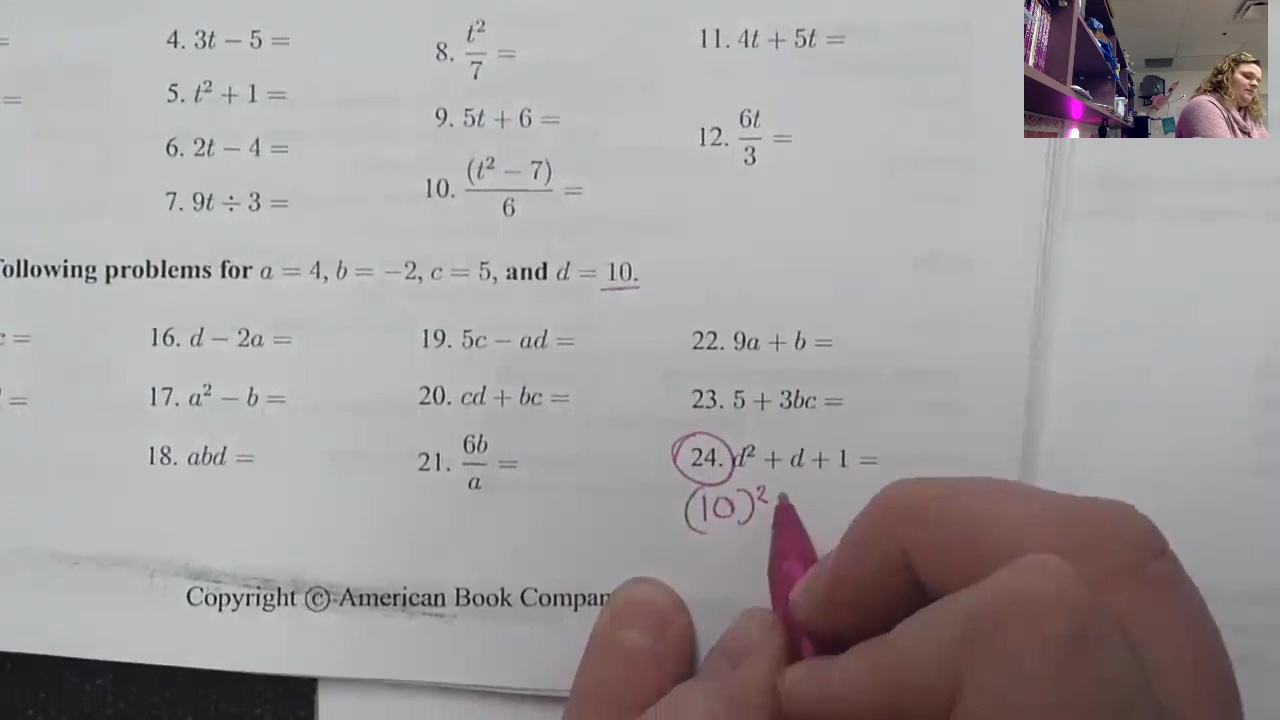 4. 3t − 5 =
5. t² + 1 =
6. 2t − 4 =
7. 9t ÷ 3 =
8. t²/7 =
9. 5t + 6 =
10. (t² − 7)/6 =
11. 4t + 5t =
12. 6t/3 =
following problems for a = 4, b = −2, c = 5, and d = 10.
c =
=
16. d − 2a =
17. a² − b =
18. abd =
19. 5c − ad =
20. cd + bc =
21. 6b/a =
22. 9a + b =
23. 5 + 3bc =
24. d² + d + 1 =
(10)²
Copyright © American Book Compan